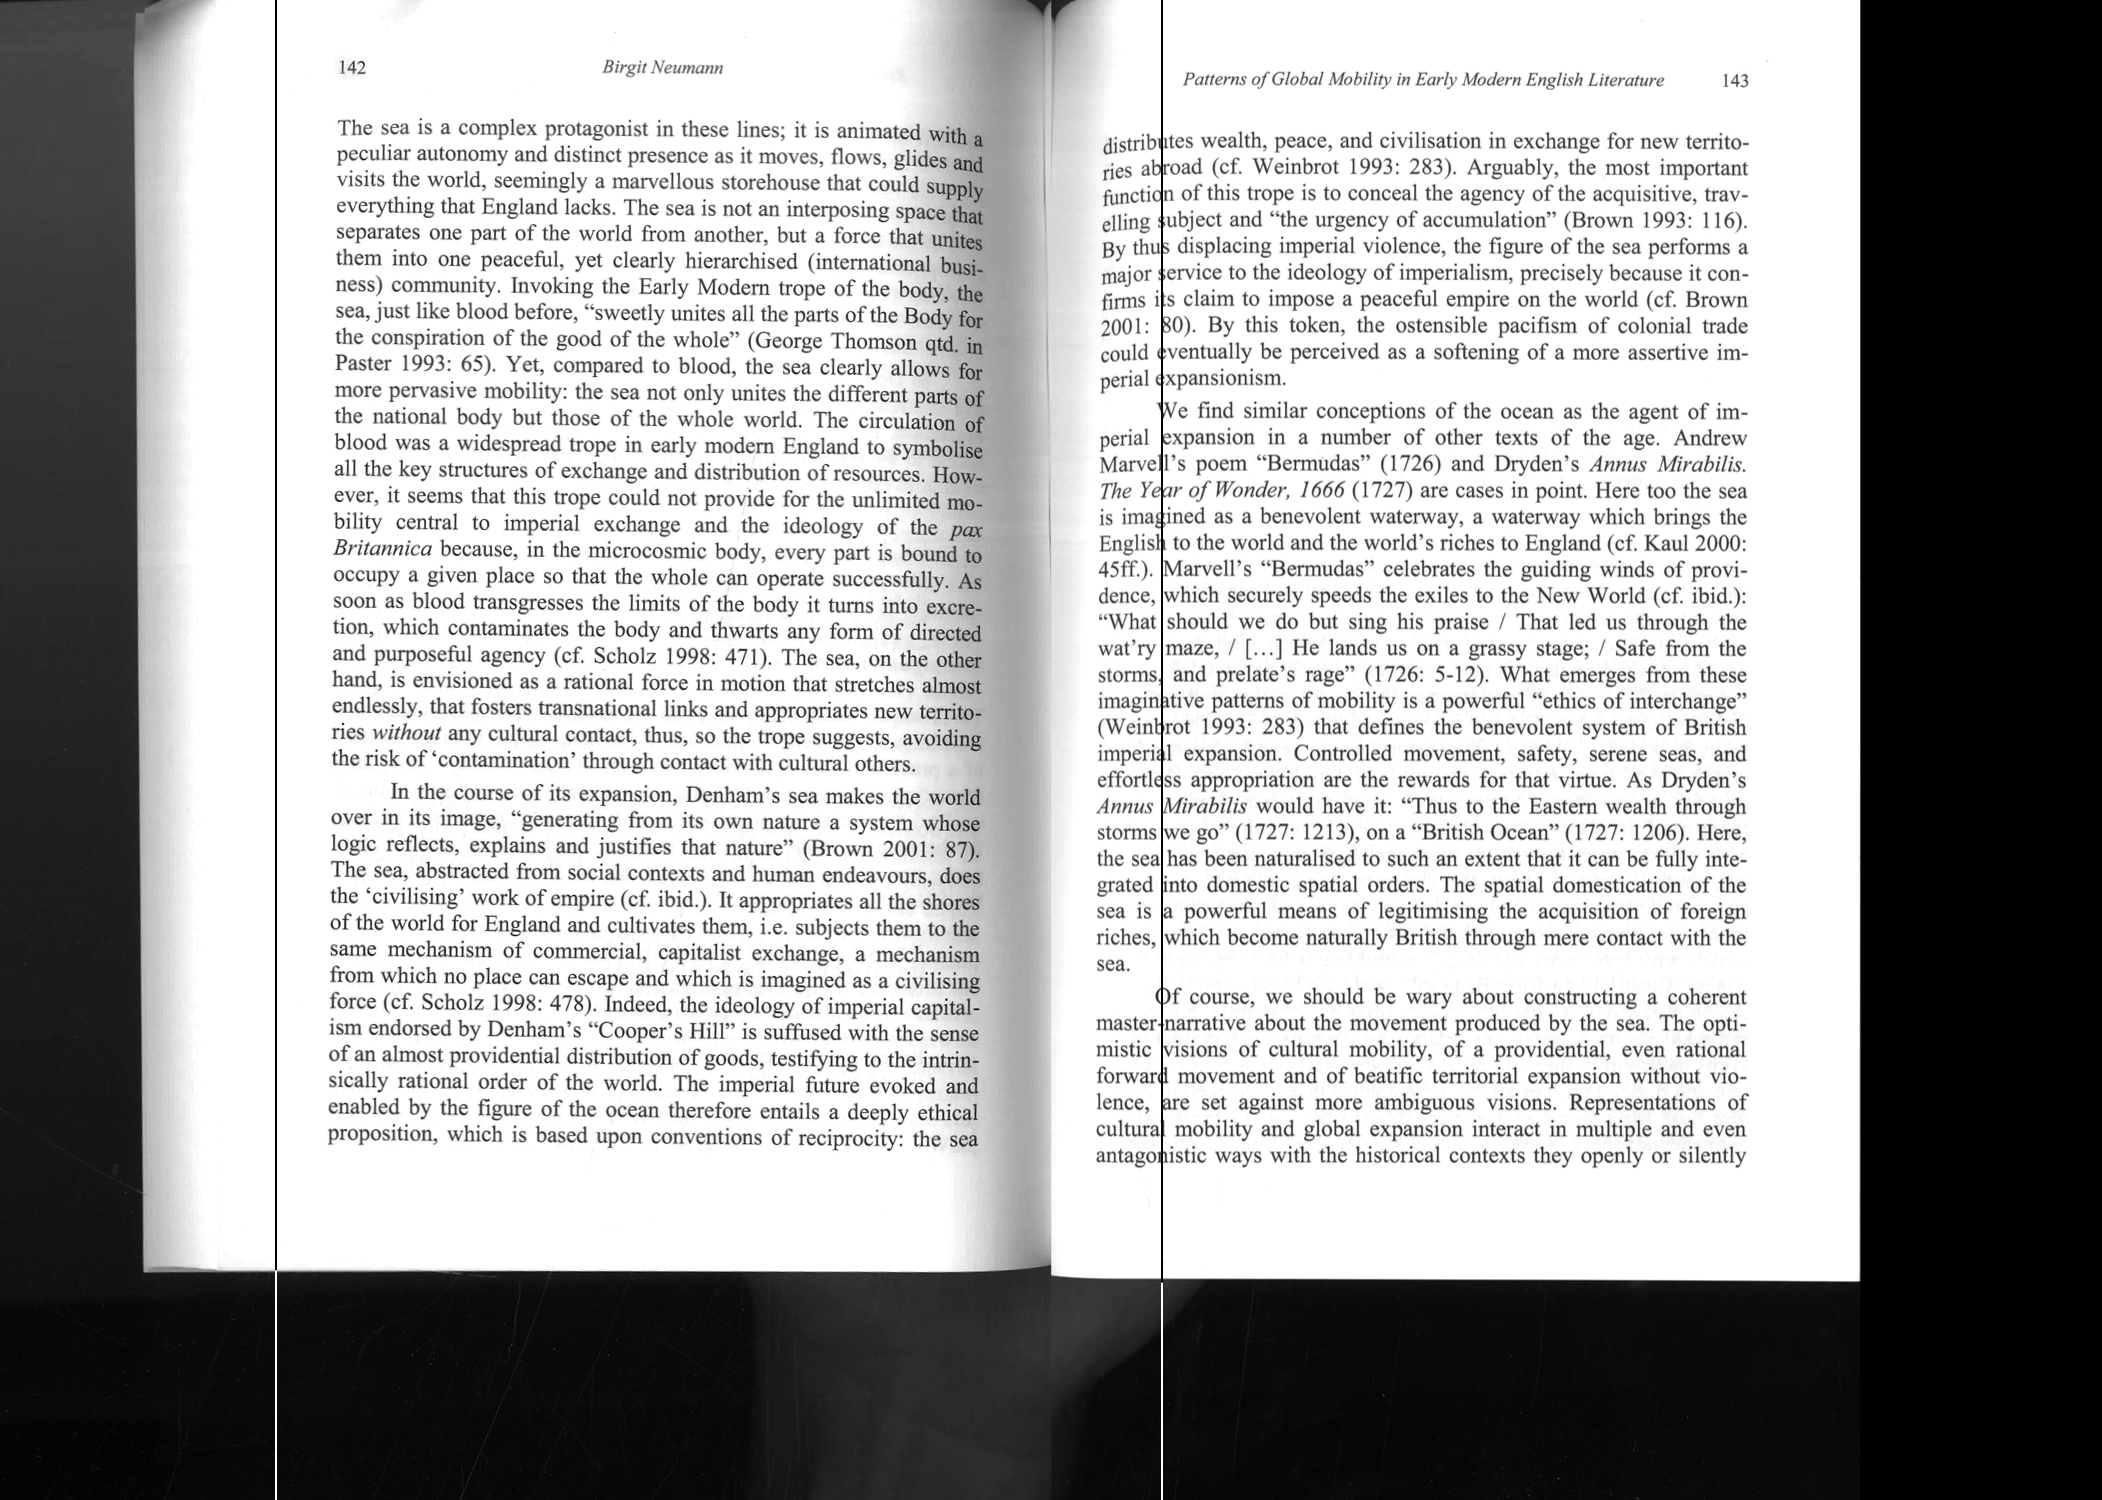 142
Birgit Neumann
The sea is a complex protagonist in these lines; it is animated with a
peculiar autonomy and distinct presence as it moves, flows, glides and
visits the world, seemingly a marvellous storehouse that could supply
everything that England lacks. The sea is not an interposing space that
separates one part of the world from another, but a force that unites
them into one peaceful, yet clearly hierarchised (international busi-
ness) community. Invoking the Early Modern trope of the body, the
sea, just like blood before, “sweetly unites all the parts of the Body for
the conspiration of the good of the whole” (George Thomson qtd. in
Paster 1993: 65). Yet, compared to blood, the sea clearly allows for
more pervasive mobility: the sea not only unites the different parts of
the national body but those of the whole world. The circulation of
blood was a widespread trope in early modern England to symbolise
all the key structures of exchange and distribution of resources. How-
ever, it seems that this trope could not provide for the unlimited mo-
bility central to imperial exchange and the ideology of the pax
Britannica because, in the microcosmic body, every part is bound to
occupy a given place so that the whole can operate successfully. As
soon as blood transgresses the limits of the body it turns into excre-
tion, which contaminates the body and thwarts any form of directed
and purposeful agency (cf. Scholz 1998: 471). The sea, on the other
hand, is envisioned as a rational force in motion that stretches almost
endlessly, that fosters transnational links and appropriates new territo-
ries without any cultural contact, thus, so the trope suggests, avoiding
the risk of ‘contamination’ through contact with cultural others.
In the course of its expansion, Denham’s sea makes the world
over in its image, “generating from its own nature a system whose
logic reflects, explains and justifies that nature” (Brown 2001: 87).
The sea, abstracted from social contexts and human endeavours, does
the ‘civilising’ work of empire (cf. ibid.). It appropriates all the shores
of the world for England and cultivates them, i.e. subjects them to the
same mechanism of commercial, capitalist exchange, a mechanism
from which no place can escape and which is imagined as a civilising
force (cf. Scholz 1998: 478). Indeed, the ideology of imperial capital-
ism endorsed by Denham’s “Cooper’s Hill” is suffused with the sense
of an almost providential distribution of goods, testifying to the intrin-
sically rational order of the world. The imperial future evoked and
enabled by the figure of the ocean therefore entails a deeply ethical
proposition, which is based upon conventions of reciprocity: the sea
Patterns of Global Mobility in Early Modern English Literature
143
distributes wealth, peace, and civilisation in exchange for new territo-
ries abroad (cf. Weinbrot 1993: 283). Arguably, the most important
function of this trope is to conceal the agency of the acquisitive, trav-
elling subject and “the urgency of accumulation” (Brown 1993: 116).
By thus displacing imperial violence, the figure of the sea performs a
major service to the ideology of imperialism, precisely because it con-
firms its claim to impose a peaceful empire on the world (cf. Brown
2001: 80). By this token, the ostensible pacifism of colonial trade
could eventually be perceived as a softening of a more assertive im-
perial expansionism.
We find similar conceptions of the ocean as the agent of im-
perial expansion in a number of other texts of the age. Andrew
Marvell’s poem “Bermudas” (1726) and Dryden’s Annus Mirabilis.
The Year of Wonder, 1666 (1727) are cases in point. Here too the sea
is imagined as a benevolent waterway, a waterway which brings the
English to the world and the world’s riches to England (cf. Kaul 2000:
45ff.). Marvell’s “Bermudas” celebrates the guiding winds of provi-
dence, which securely speeds the exiles to the New World (cf. ibid.):
“What should we do but sing his praise / That led us through the
wat’ry maze, / […] He lands us on a grassy stage; / Safe from the
storms, and prelate’s rage” (1726: 5-12). What emerges from these
imaginative patterns of mobility is a powerful “ethics of interchange”
(Weinbrot 1993: 283) that defines the benevolent system of British
imperial expansion. Controlled movement, safety, serene seas, and
effortless appropriation are the rewards for that virtue. As Dryden’s
Annus Mirabilis would have it: “Thus to the Eastern wealth through
storms we go” (1727: 1213), on a “British Ocean” (1727: 1206). Here,
the sea has been naturalised to such an extent that it can be fully inte-
grated into domestic spatial orders. The spatial domestication of the
sea is a powerful means of legitimising the acquisition of foreign
riches, which become naturally British through mere contact with the
sea.
Of course, we should be wary about constructing a coherent
master-narrative about the movement produced by the sea. The opti-
mistic visions of cultural mobility, of a providential, even rational
forward movement and of beatific territorial expansion without vio-
lence, are set against more ambiguous visions. Representations of
cultural mobility and global expansion interact in multiple and even
antagonistic ways with the historical contexts they openly or silently